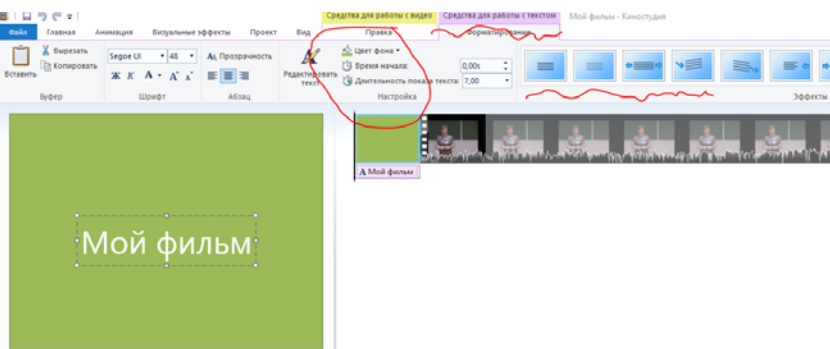 Средства для работы с видео Средства для работы с текстом Мой фильм - Киностудия
Файл Главная Анимация Визуальные эффекты Проект Вид Правка Форматирование
Вставить
Вырезать
Копировать
Буфер
Segoe UI 48
Ж К А А А
Шрифт
А Прозрачность
Абзац
Редактировать текст
Цвет фона
Время начала: 0,00s
Длительность показа текста: 7,00
Настройка
Эффекты
А Мой фильм
Мой фильм